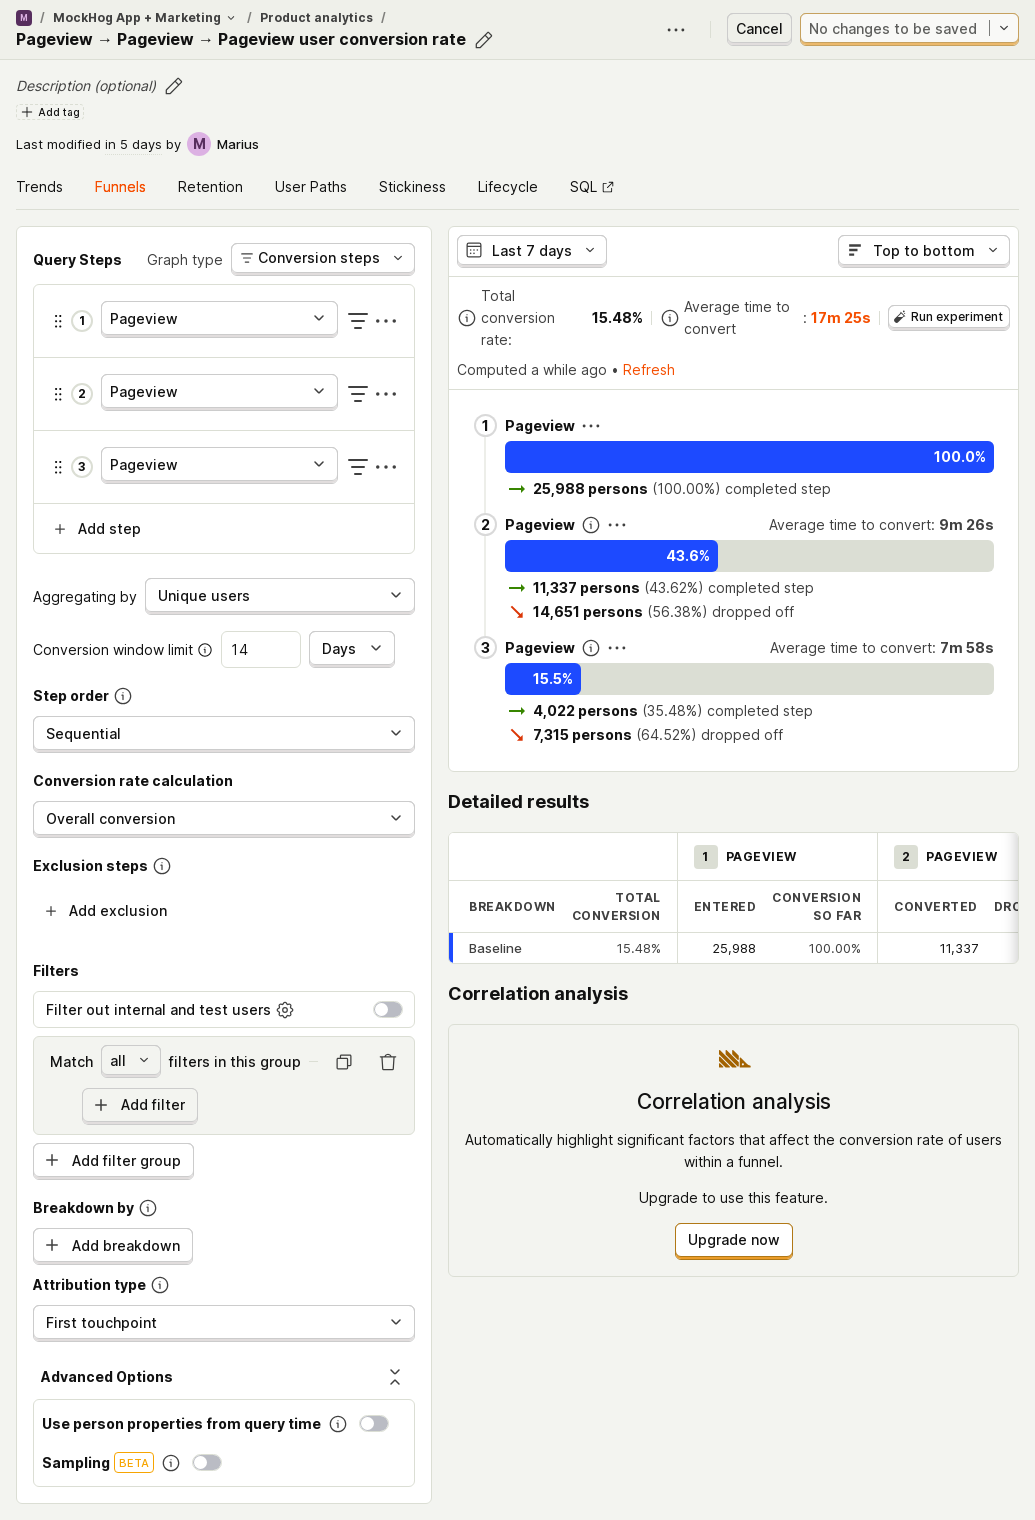 M / MockHog App + Marketing / Product analytics /
Pageview → Pageview → Pageview user conversion rate
Cancel
No changes to be saved
Description (optional)
Add tag
Last modified in 5 days by M Marius
Trends Funnels Retention User Paths Stickiness Lifecycle SQL
Query Steps Graph type Conversion steps
1 Pageview
2 Pageview
3 Pageview
Add step
Aggregating by Unique users
Conversion window limit 14 Days
Step order
Sequential
Conversion rate calculation
Overall conversion
Exclusion steps
Add exclusion
Filters
Filter out internal and test users
Match all filters in this group
Add filter
Add filter group
Breakdown by
Add breakdown
Attribution type
First touchpoint
Advanced Options
Use person properties from query time
Sampling BETA
Last 7 days Top to bottom
Total
conversion
rate:
15.48%
Average time to
convert
: 17m 25s
Run experiment
Computed a while ago • Refresh
1 Pageview
100.0%
→ 25,988 persons (100.00%) completed step
2 Pageview Average time to convert: 9m 26s
43.6%
11,337 persons (43.62%) completed step
14,651 persons (56.38%) dropped off
3 Pageview Average time to convert: 7m 58s
15.5%
4,022 persons (35.48%) completed step
7,315 persons (64.52%) dropped off
Detailed results
1 PAGEVIEW 2 PAGEVIEW
BREAKDOWN
TOTAL
CONVERSION
ENTERED
CONVERSION
SO FAR
CONVERTED
DRO
Baseline 15.48% 25,988 100.00% 11,337
Correlation analysis
Correlation analysis
Automatically highlight significant factors that affect the conversion rate of users
within a funnel.
Upgrade to use this feature.
Upgrade now